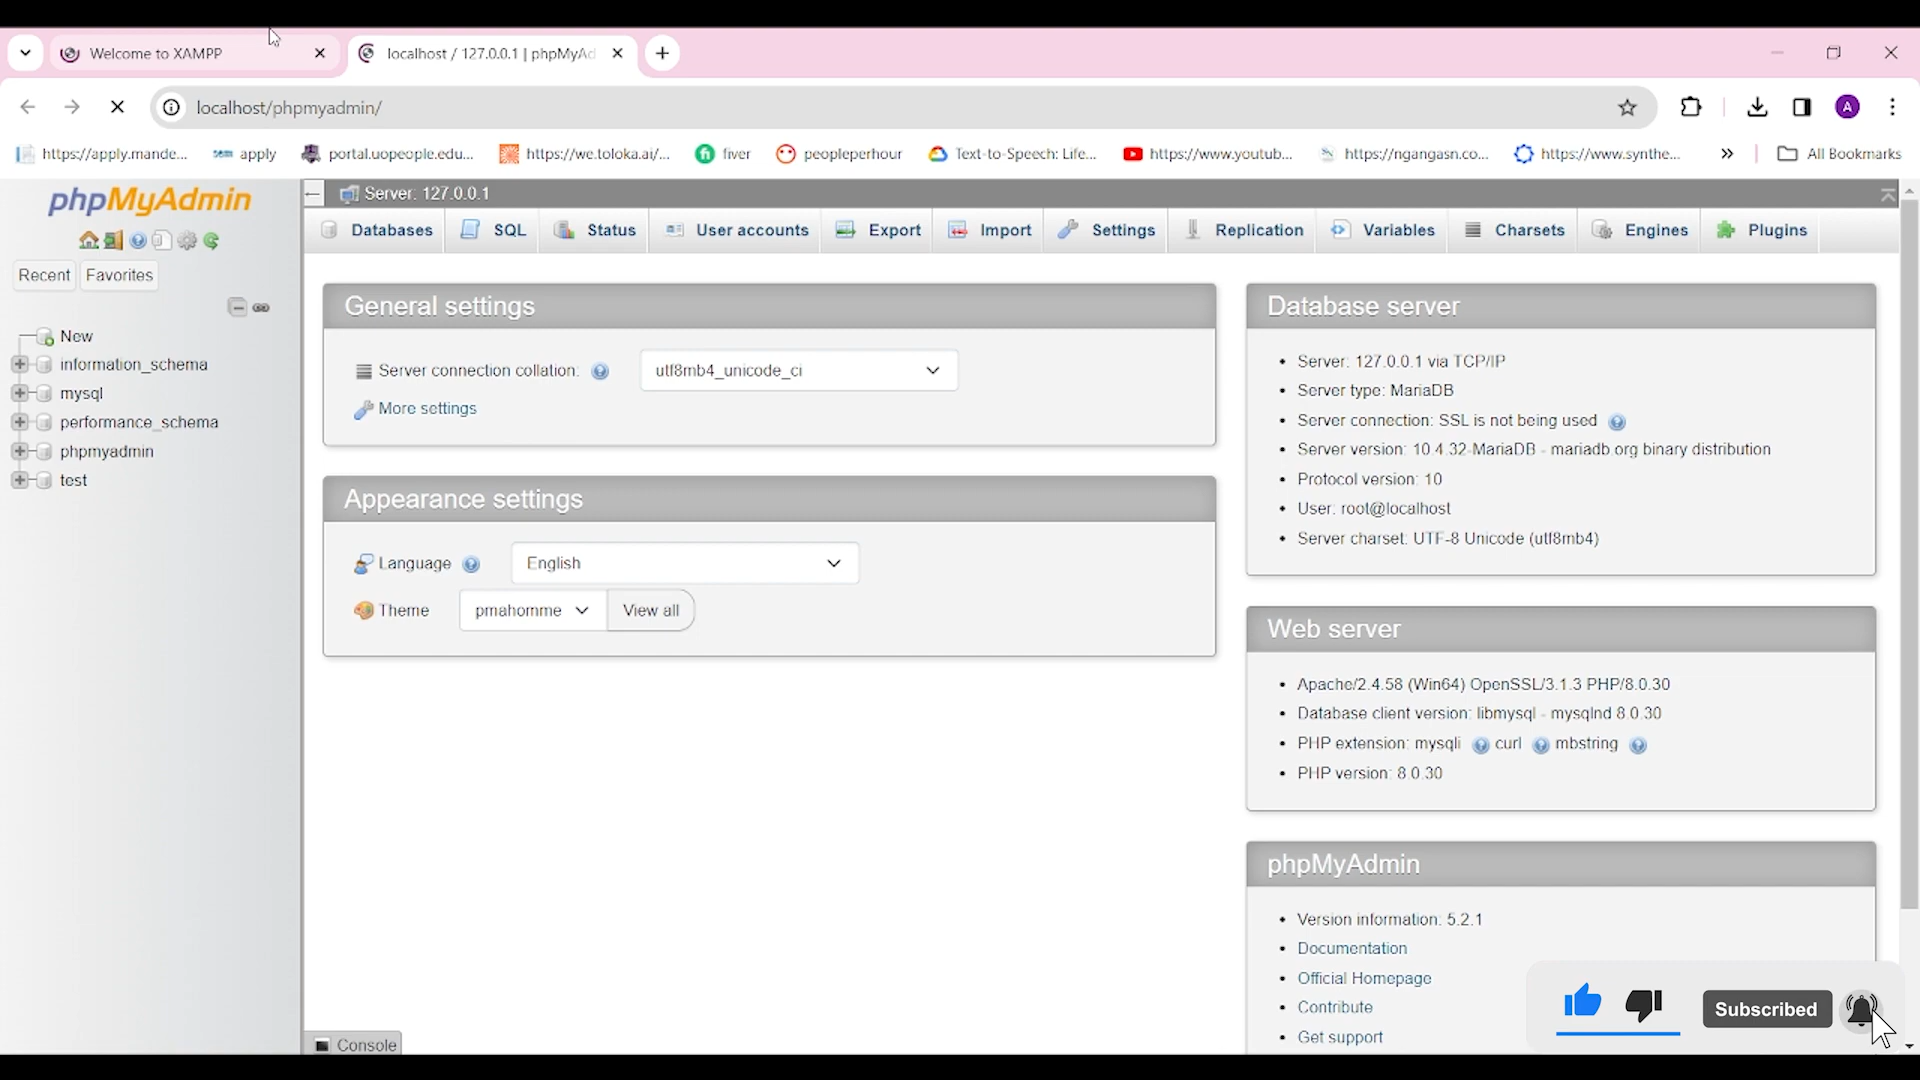 Welcome to XAMPP
localhost / 127.0.0.1 | phpMyAd
localhost/phpmyadmin/
A
https://apply.mande...
apply
portal.uopeople.edu...
https://we.toloka.ai/...
fiver
peopleperhour
Text-to-Speech: Life...
https://www.youtub...
https://ngangasn.co...
https://www.synthe...
»
All Bookmarks
phpMyAdmin
Recent
Favorites
New
information_schema
mysql
performance_schema
phpmyadmin
test
Server: 127.0.0.1
Databases
SQL
Status
User accounts
Export
Import
Settings
Replication
Variables
Charsets
Engines
Plugins
General settings
Server connection collation:
utf8mb4_unicode_ci
More settings
Appearance settings
Language
English
Theme
pmahomme
View all
Database server
• Server: 127.0.0.1 via TCP/IP
• Server type: MariaDB
• Server connection: SSL is not being used
• Server version: 10.4.32-MariaDB - mariadb.org binary distribution
• Protocol version: 10
• User: root@localhost
• Server charset: UTF-8 Unicode (utf8mb4)
Web server
• Apache/2.4.58 (Win64) OpenSSL/3.1.3 PHP/8.0.30
• Database client version: libmysql - mysqlnd 8.0.30
• PHP extension: mysqli curl mbstring
• PHP version: 8.0.30
phpMyAdmin
• Version information: 5.2.1
• Documentation
• Official Homepage
• Contribute
• Get support
Console
Subscribed